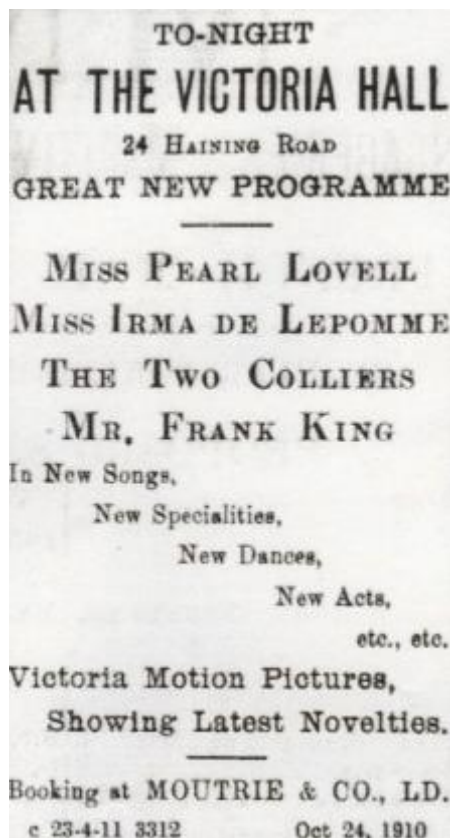 TO-NIGHT
AT THE VICTORIA HALL
24 HAINING ROAD
GREAT NEW PROGRAMME
MISS PEARL LOVELL
MISS IRMA DE LEPOMME
THE TWO COLLIERS
MR. FRANK KING
In New Songs,
New Specialities,
New Dances,
New Acts,
etc., etc.
Victoria Motion Pictures,
Showing Latest Novelties.
Booking at MOUTRIE & CO., LD.
c 23-4-11 3312 Oct 24, 1910